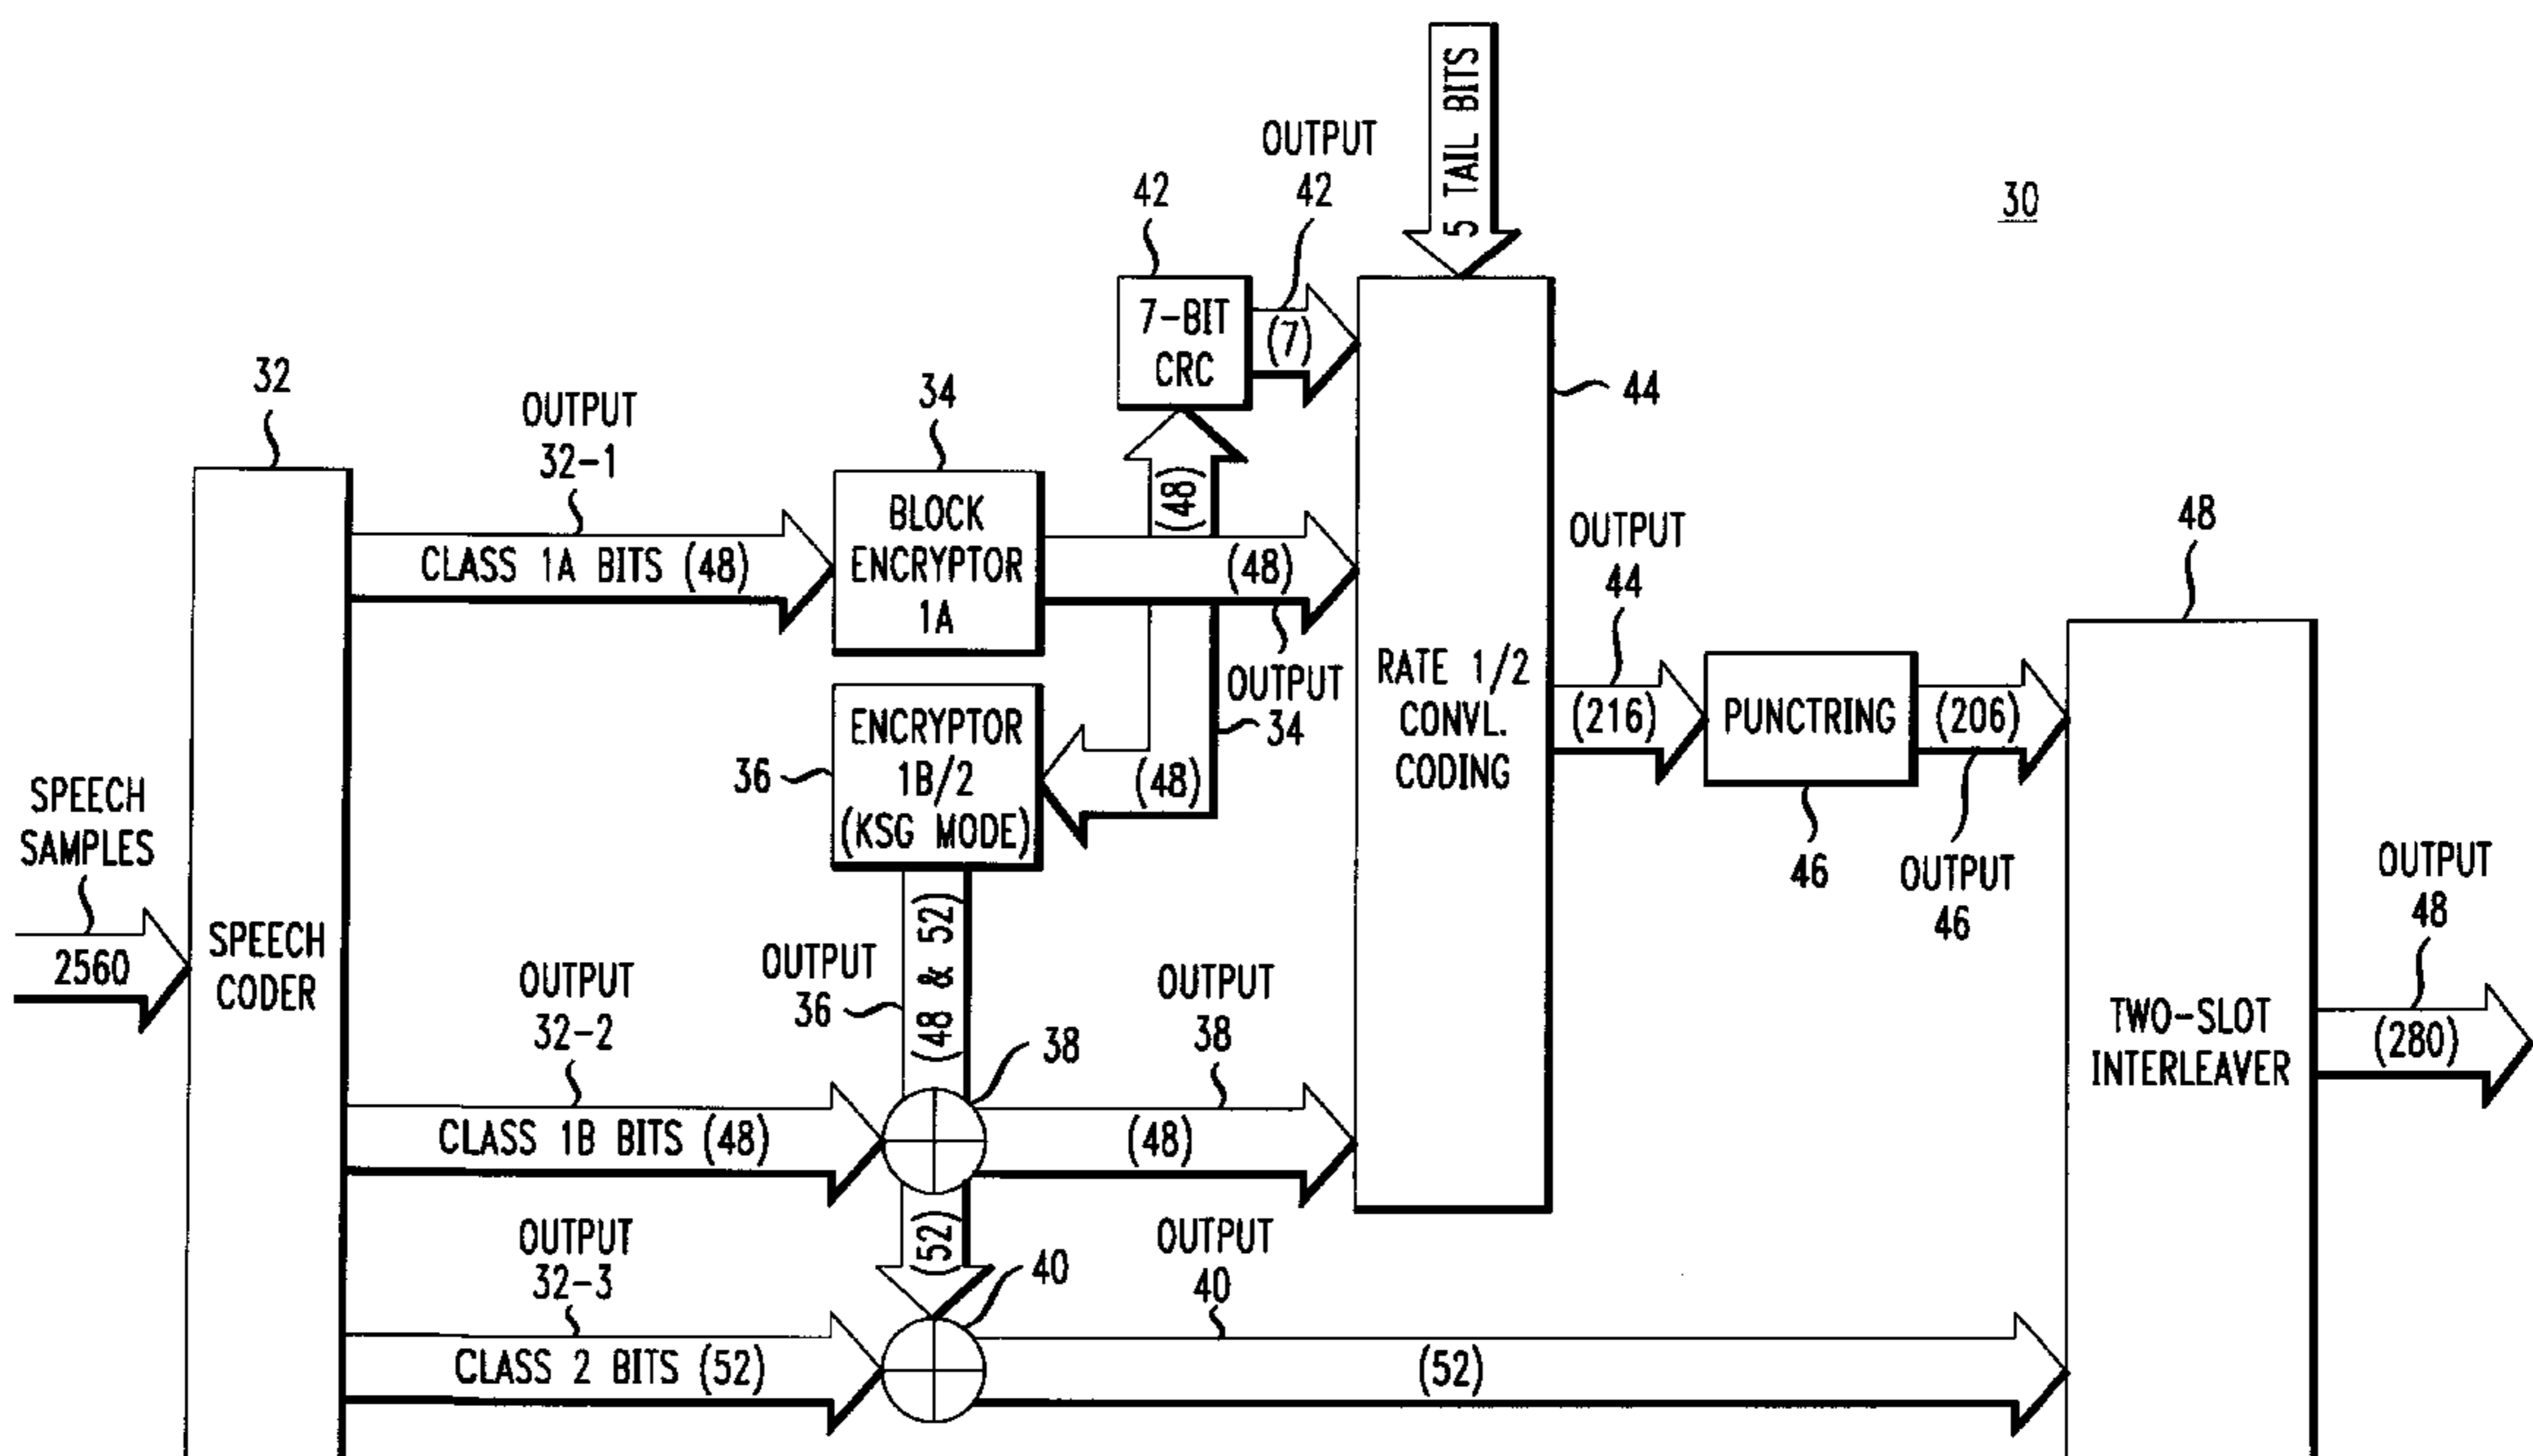 5 TAIL BITS
OUTPUT
42
42
30
7-BIT
CRC
(7)
32
OUTPUT
32-1
34
44
(48)
CLASS 1A BITS (48)
BLOCK
ENCRYPTOR
1A
(48)
OUTPUT
34
OUTPUT
44
48
RATE 1/2
CONVL.
CODING
(216)
PUNCTRING
(206)
46
OUTPUT
46
36
ENCRYPTOR
1B/2
(KSG MODE)
(48)
SPEECH
SAMPLES
2560
SPEECH
CODER
OUTPUT
36
(48 & 52)
OUTPUT
32-2
OUTPUT
38
38
OUTPUT
48
(280)
TWO-SLOT
INTERLEAVER
CLASS 1B BITS (48)
(48)
(52)
OUTPUT
32-3
40
OUTPUT
40
CLASS 2 BITS (52)
(52)